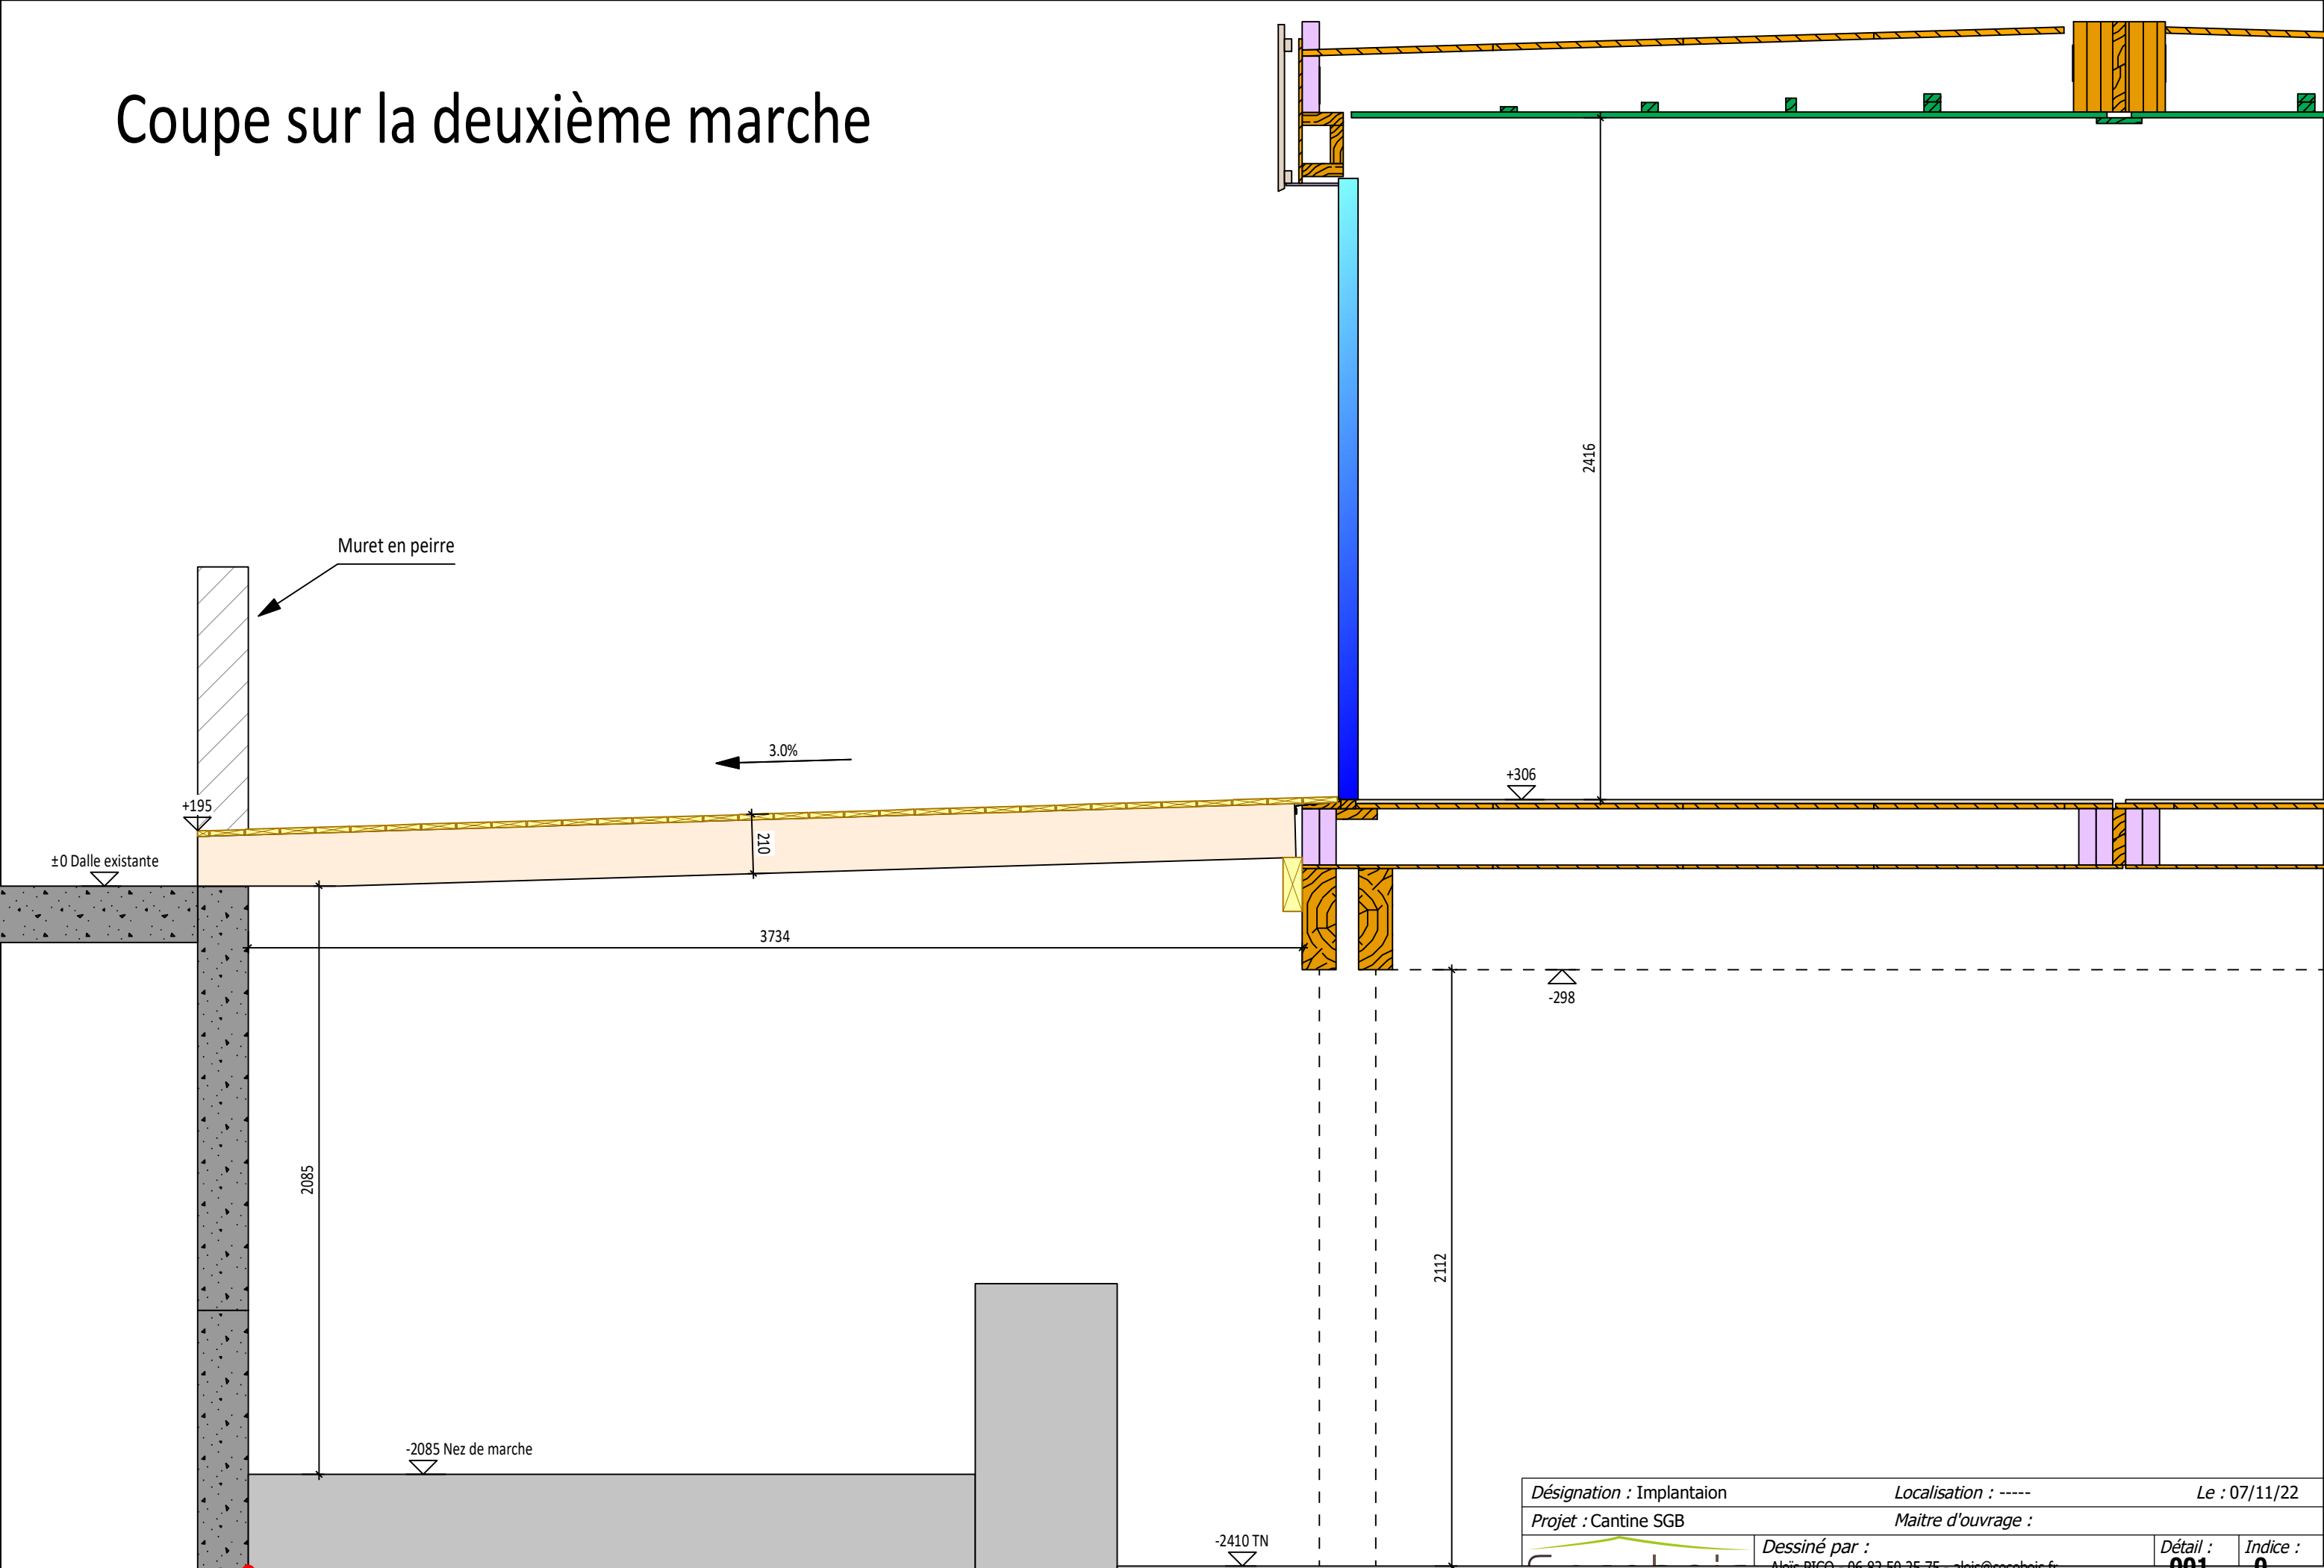 Coupe sur la deuxième marche
2416
Muret en peirre
3.0%
+306
+195
210
±0 Dalle existante
3734
-298
2085
2112
-2085 Nez de marche
-2410 TN
Désignation : Implantaion Localisation : ----- Le : 07/11/22
Projet : Cantine SGB Maitre d'ouvrage :
Dessiné par : Détail : Indice :
001 0